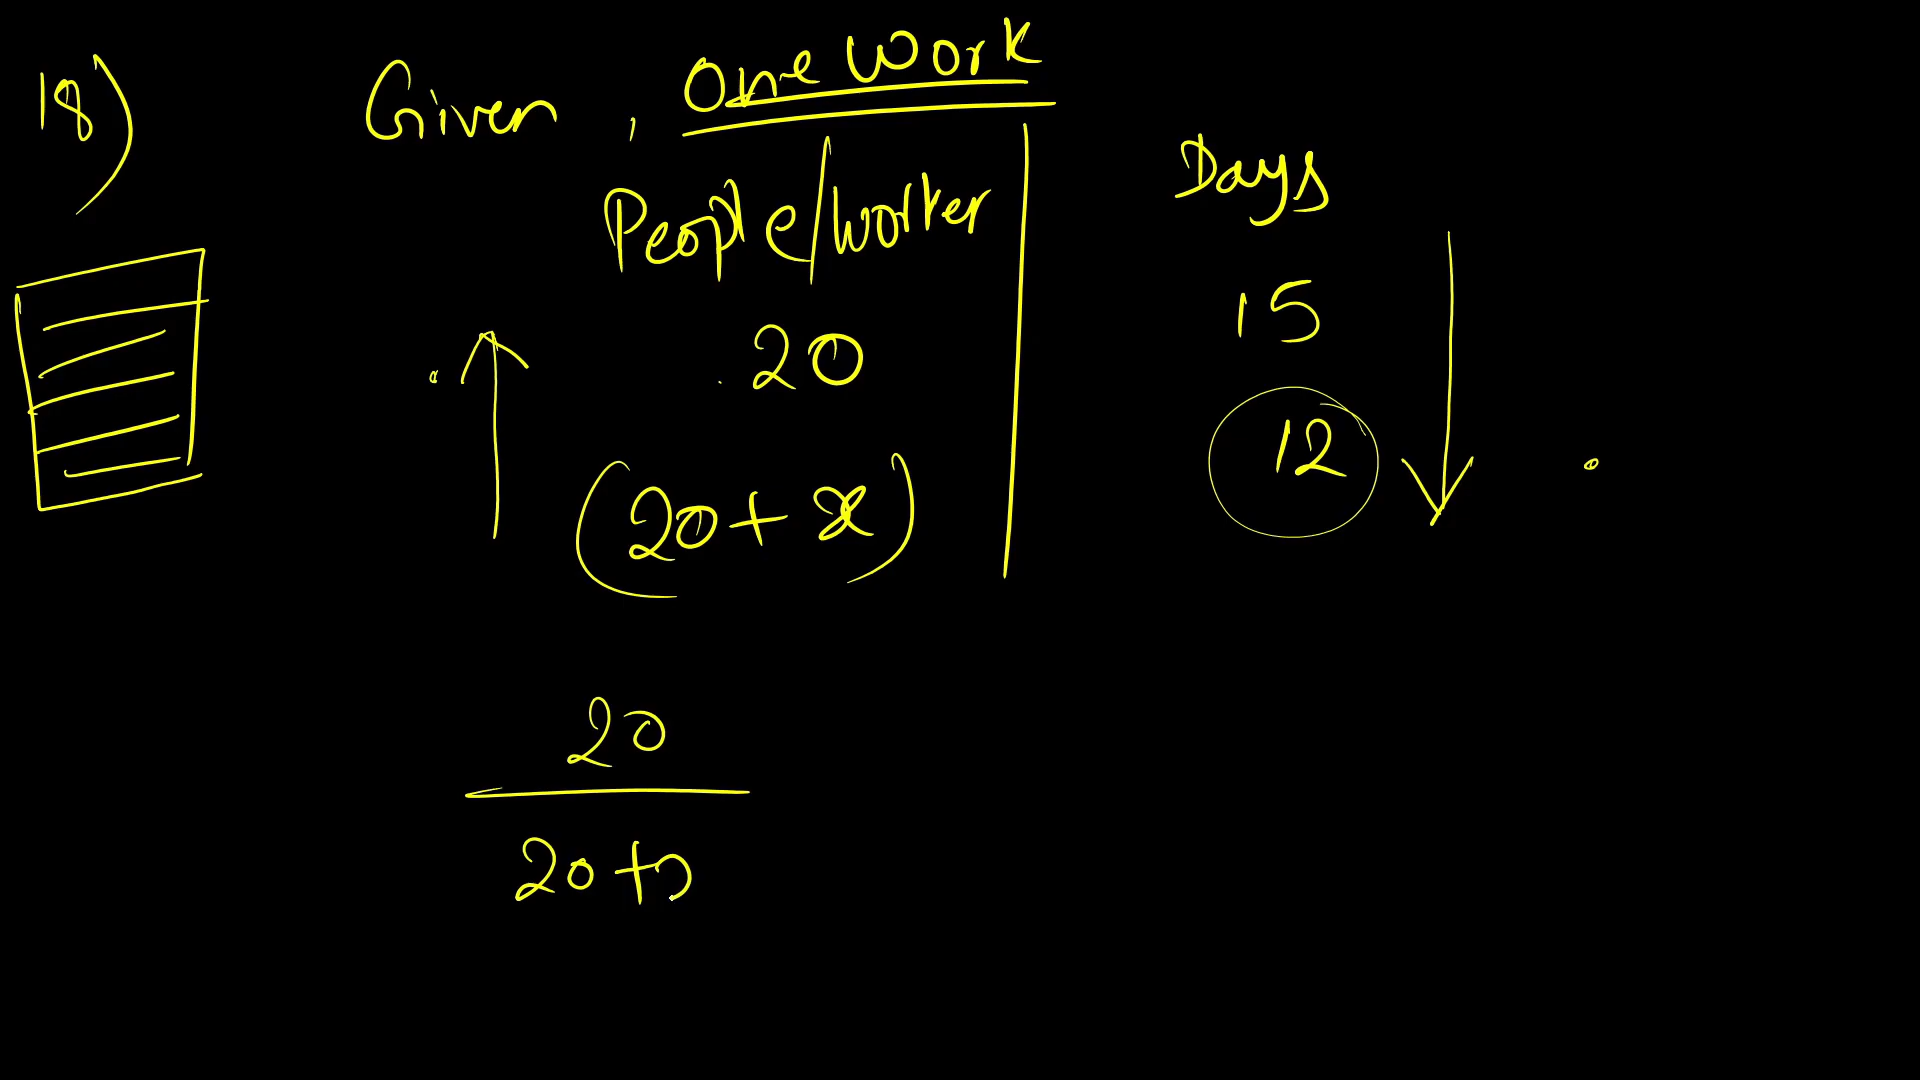 18)
Given, One Work
People/worker Days
20 15
(20+x) 12
20
20+